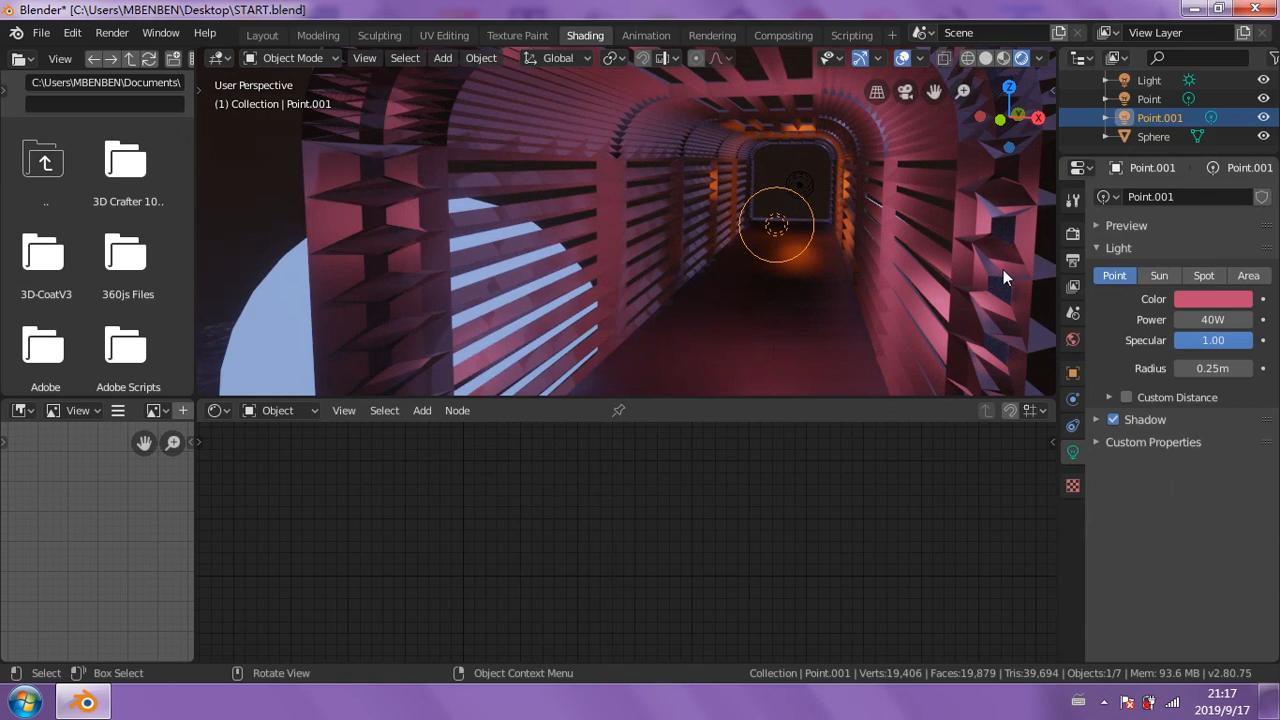 Blender* [C:\Users\MBENBEN\Desktop\START.blend]
File Edit Render Window Help
Layout Modeling Sculpting UV Editing Texture Paint Shading Animation Rendering Compositing Scripting
Scene
View Layer
View
Object Mode View Select Add Object Global
C:\Users\MBENBEN\Documents\
User Perspective
(1) Collection | Point.001
Z
Y
X
Light
Point
Point.001
Sphere
..
3D Crafter 10..
3D-CoatV3
360js Files
Adobe
Adobe Scripts
Point.001 Point.001
Point.001
Preview
Light
Point Sun Spot Area
Color
Power 40W
Specular 1.00
Radius 0.25m
Custom Distance
Shadow
Custom Properties
View
Object View Select Add Node
Select Box Select Rotate View Object Context Menu
Collection | Point.001 | Verts:19,406 | Faces:19,879 | Tris:39,694 | Objects:1/7 | Mem: 93.6 MB | v2.80.75
21:17
2019/9/17